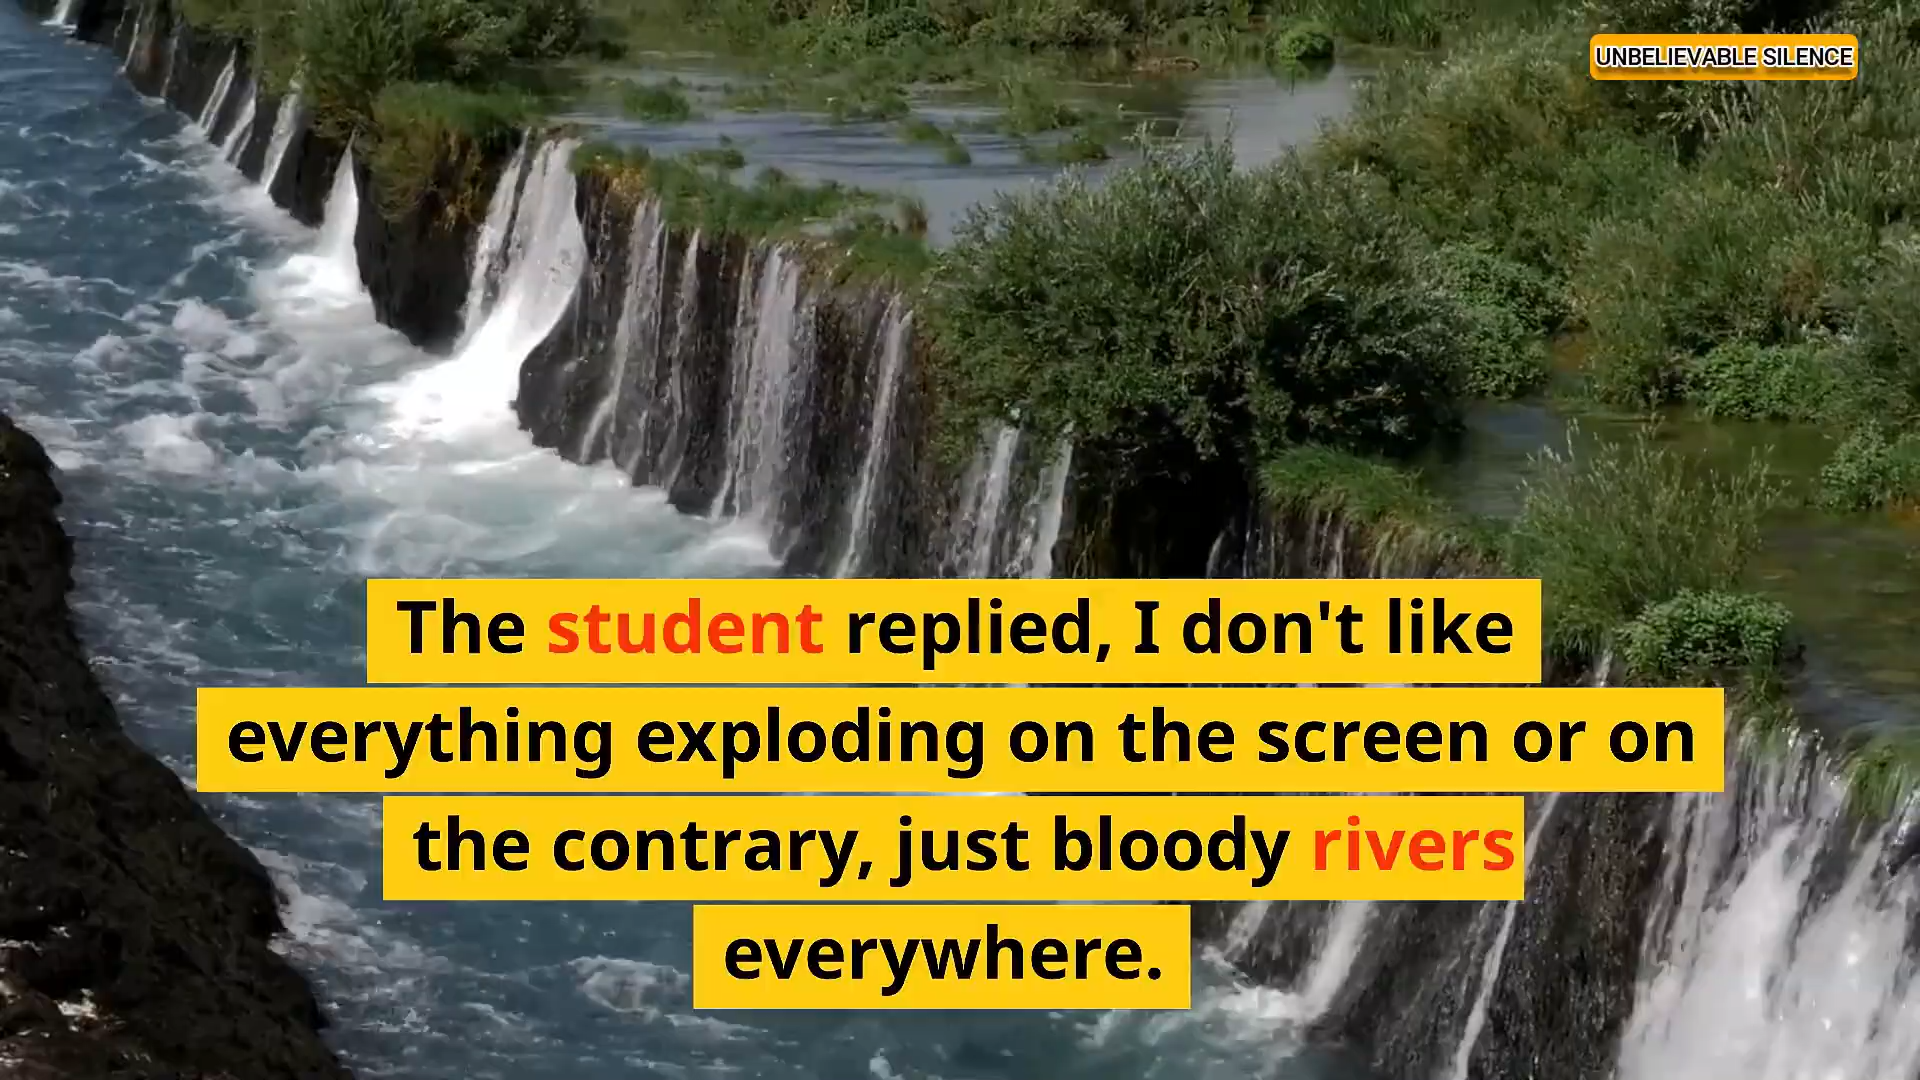 UNBELIEVABLE SILENCE
The student replied, I don't like
everything exploding on the screen or on
the contrary, just bloody rivers
everywhere.